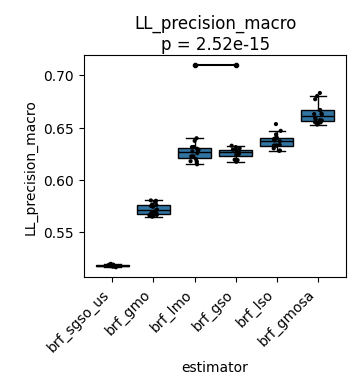 LL_precision_macro
p = 2.52e-15
LL_precision_macro
0.70
0.65
0.60
0.55
brf_sgso_us
brf_gmo
brf_lmo
brf_gso
brf_lso
brf_gmosa
estimator